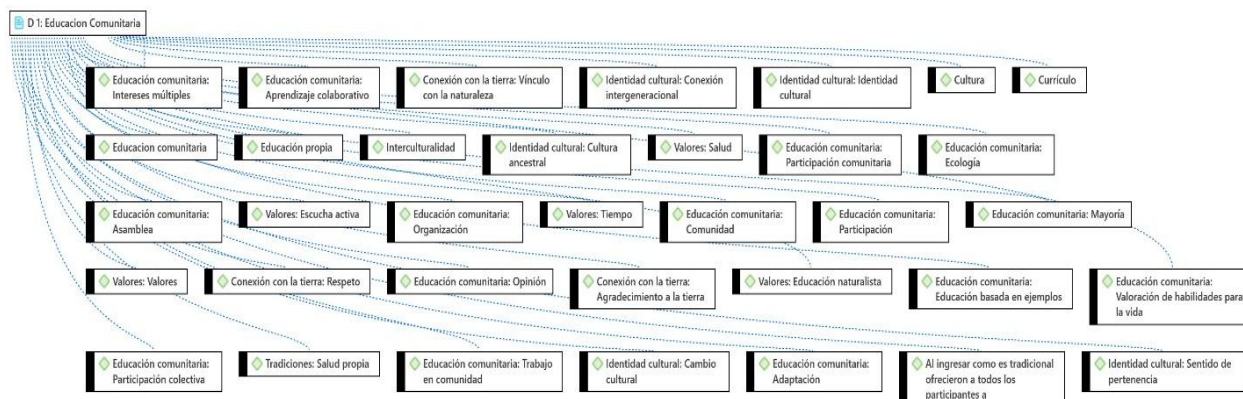 D 1: Educacion Comunitaria
Educación comunitaria:
Intereses múltiples
Educación comunitaria:
Aprendizaje colaborativo
Conexión con la tierra: Vínculo
con la naturaleza
Identidad cultural: Conexión
intergeneracional
Identidad cultural: Identidad
cultural
Cultura
Currículo
Educacion comunitaria
Educación propia
Interculturalidad
Identidad cultural: Cultura
ancestral
Valores: Salud
Educación comunitaria:
Participación comunitaria
Educación comunitaria:
Ecología
Educación comunitaria:
Asamblea
Valores: Escucha activa
Educación comunitaria:
Organización
Valores: Tiempo
Educación comunitaria:
Comunidad
Educación comunitaria:
Participación
Educación comunitaria: Mayoría
Valores: Valores
Conexión con la tierra: Respeto
Educación comunitaria: Opinión
Conexión con la tierra:
Agradecimiento a la tierra
Valores: Educación naturalista
Educación comunitaria:
Educación basada en ejemplos
Educación comunitaria:
Valoración de habilidades para
la vida
Educación comunitaria:
Participación colectiva
Tradiciones: Salud propia
Educación comunitaria: Trabajo
en comunidad
Identidad cultural: Cambio
cultural
Educación comunitaria:
Adaptación
Al ingresar como es tradicional
ofrecieron a todos los
participantes a
Identidad cultural: Sentido de
pertenencia